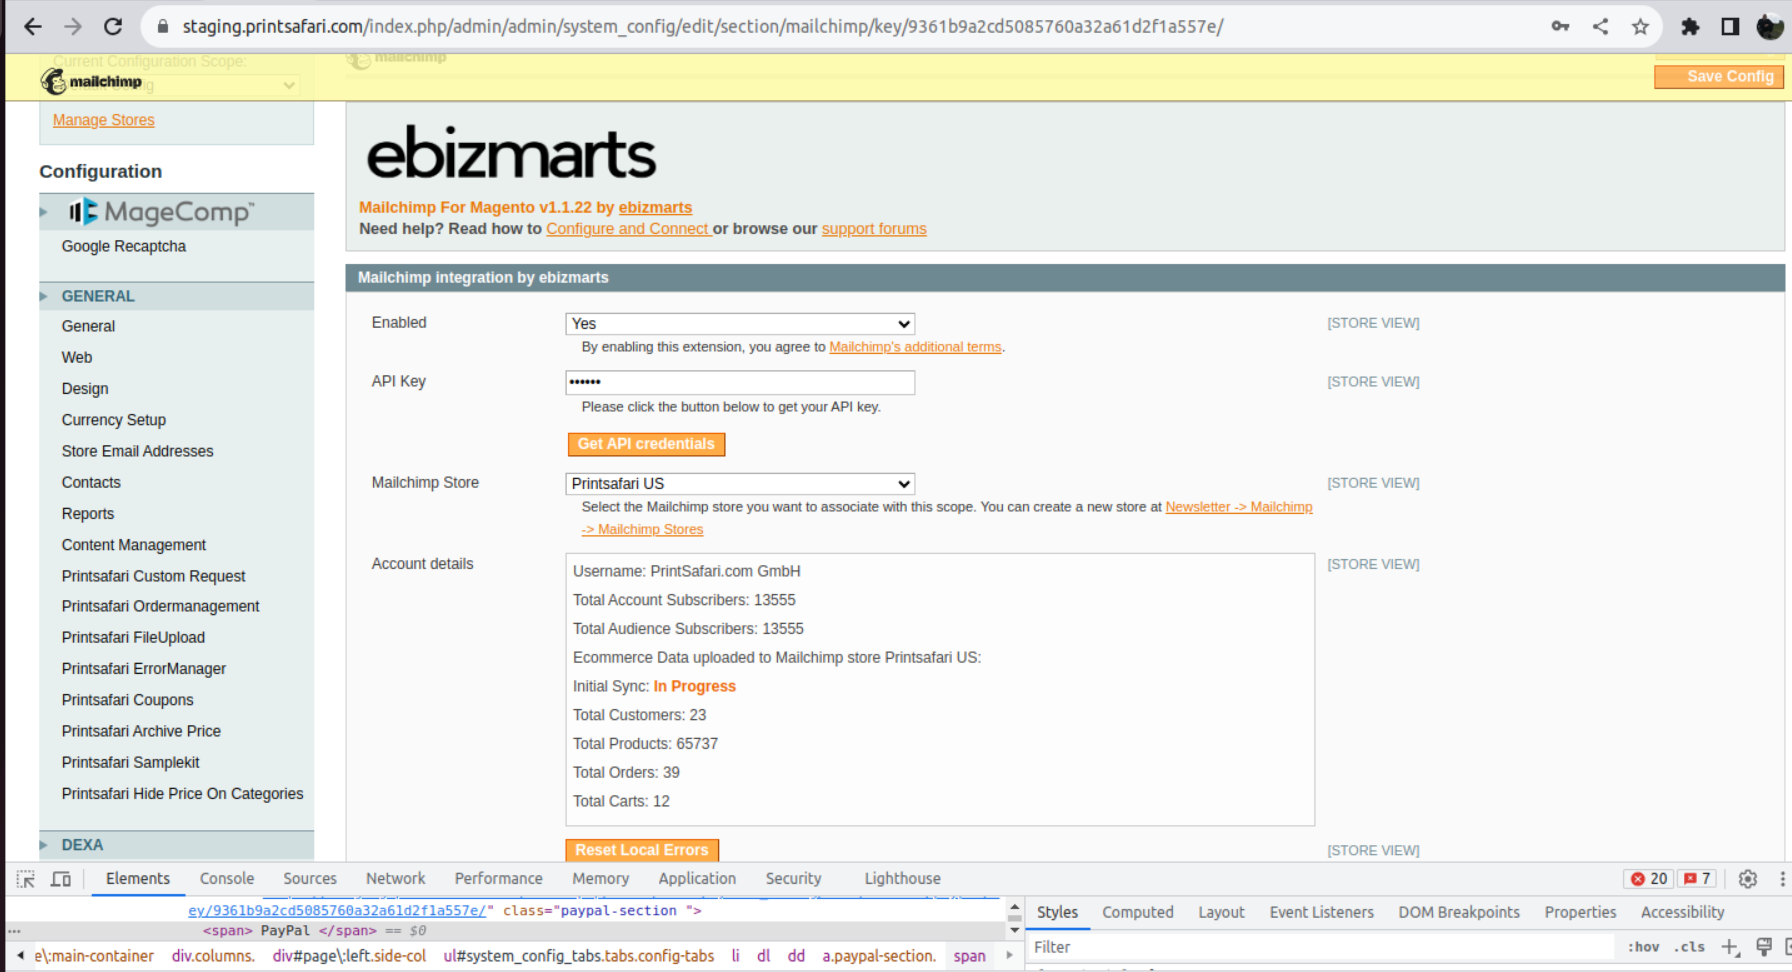 staging.printsafari.com/index.php/admin/admin/system_config/edit/section/mailchimp/key/9361b9a2cd5085760a32a61d2f1a557e/
Current Configuration Scope:
mailchimp
mailchimp
Save Config
Manage Stores
Configuration
MageComp™
Google Recaptcha
GENERAL
General
Web
Design
Currency Setup
Store Email Addresses
Contacts
Reports
Content Management
Printsafari Custom Request
Printsafari Ordermanagement
Printsafari FileUpload
Printsafari ErrorManager
Printsafari Coupons
Printsafari Archive Price
Printsafari Samplekit
Printsafari Hide Price On Categories
DEXA
ebizmarts
Mailchimp For Magento v1.1.22 by ebizmarts
Need help? Read how to Configure and Connect or browse our support forums
Mailchimp integration by ebizmarts
Enabled Yes [STORE VIEW]
By enabling this extension, you agree to Mailchimp's additional terms.
API Key •••••• [STORE VIEW]
Please click the button below to get your API key.
Get API credentials
Mailchimp Store Printsafari US [STORE VIEW]
Select the Mailchimp store you want to associate with this scope. You can create a new store at Newsletter -> Mailchimp
-> Mailchimp Stores
Account details [STORE VIEW]
Username: PrintSafari.com GmbH
Total Account Subscribers: 13555
Total Audience Subscribers: 13555
Ecommerce Data uploaded to Mailchimp store Printsafari US:
Initial Sync: In Progress
Total Customers: 23
Total Products: 65737
Total Orders: 39
Total Carts: 12
Reset Local Errors [STORE VIEW]
Elements Console Sources Network Performance Memory Application Security Lighthouse 20 7
ey/9361b9a2cd5085760a32a61d2f1a557e/" class="paypal-section ">
... <span> PayPal </span> == $0
e\:main-container div.columns. div#page\:left.side-col ul#system_config_tabs.tabs.config-tabs li dl dd a.paypal-section. span
Styles Computed Layout Event Listeners DOM Breakpoints Properties Accessibility
Filter :hov .cls